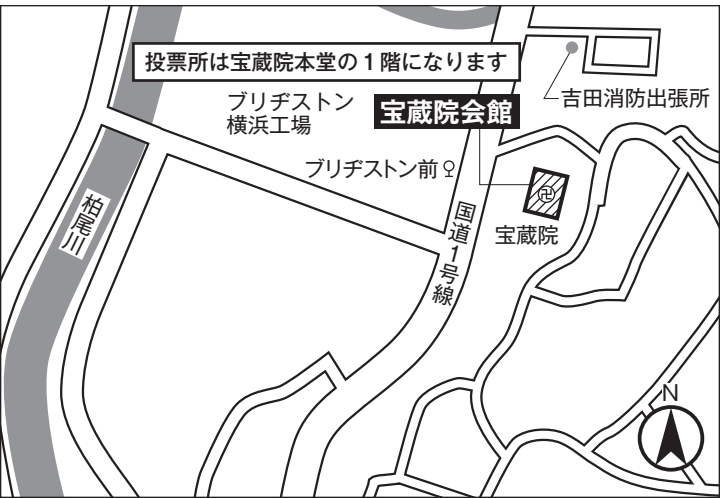 投票所は宝蔵院本堂の1階になります
ブリヂストン
横浜工場
宝蔵院会館
吉田消防出張所
ブリヂストン前
卍
宝蔵院
国道1号線
柏尾川
N